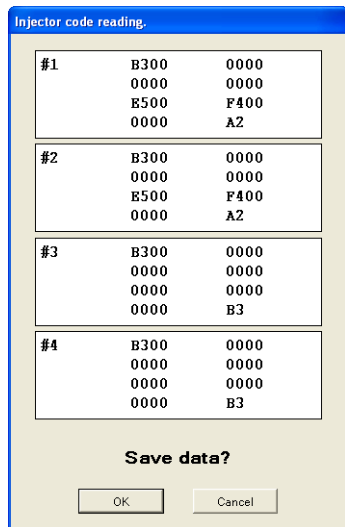 Injector code reading.
#1 B300 0000
0000 0000
E500 F400
0000 A2
#2 B300 0000
0000 0000
E500 F400
0000 A2
#3 B300 0000
0000 0000
0000 0000
0000 B3
#4 B300 0000
0000 0000
0000 0000
0000 B3
Save data?
OK Cancel